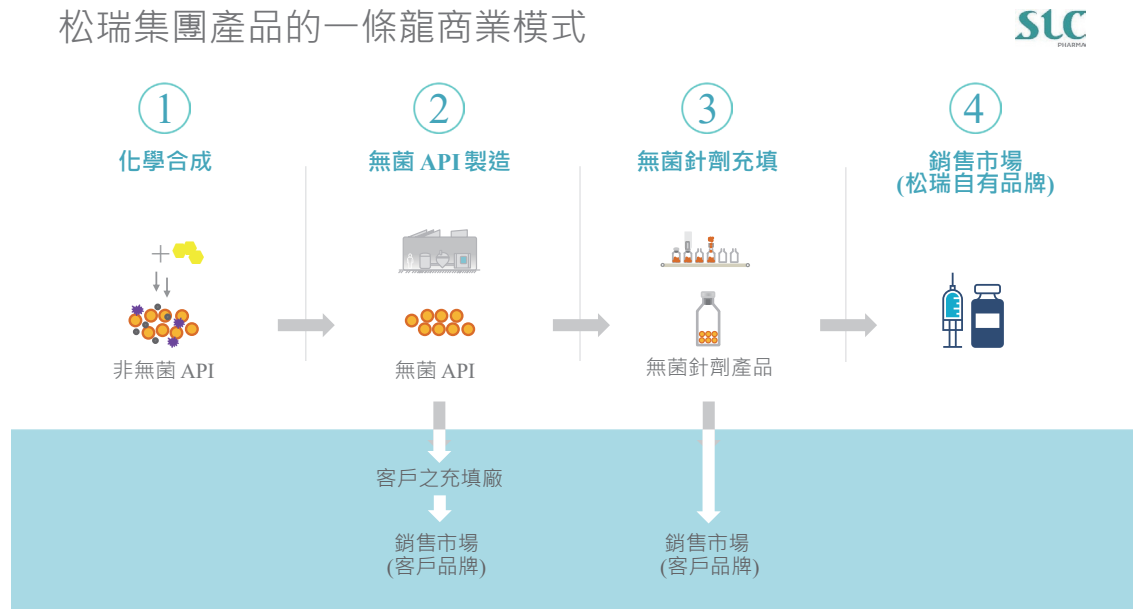 松瑞集團產品的一條龍商業模式
SLC
PHARMA
1
化學合成
非無菌 API
2
無菌 API 製造
無菌 API
客戶之充填廠
銷售市場
(客戶品牌)
3
無菌針劑充填
無菌針劑產品
銷售市場
(客戶品牌)
4
銷售市場
(松瑞自有品牌)